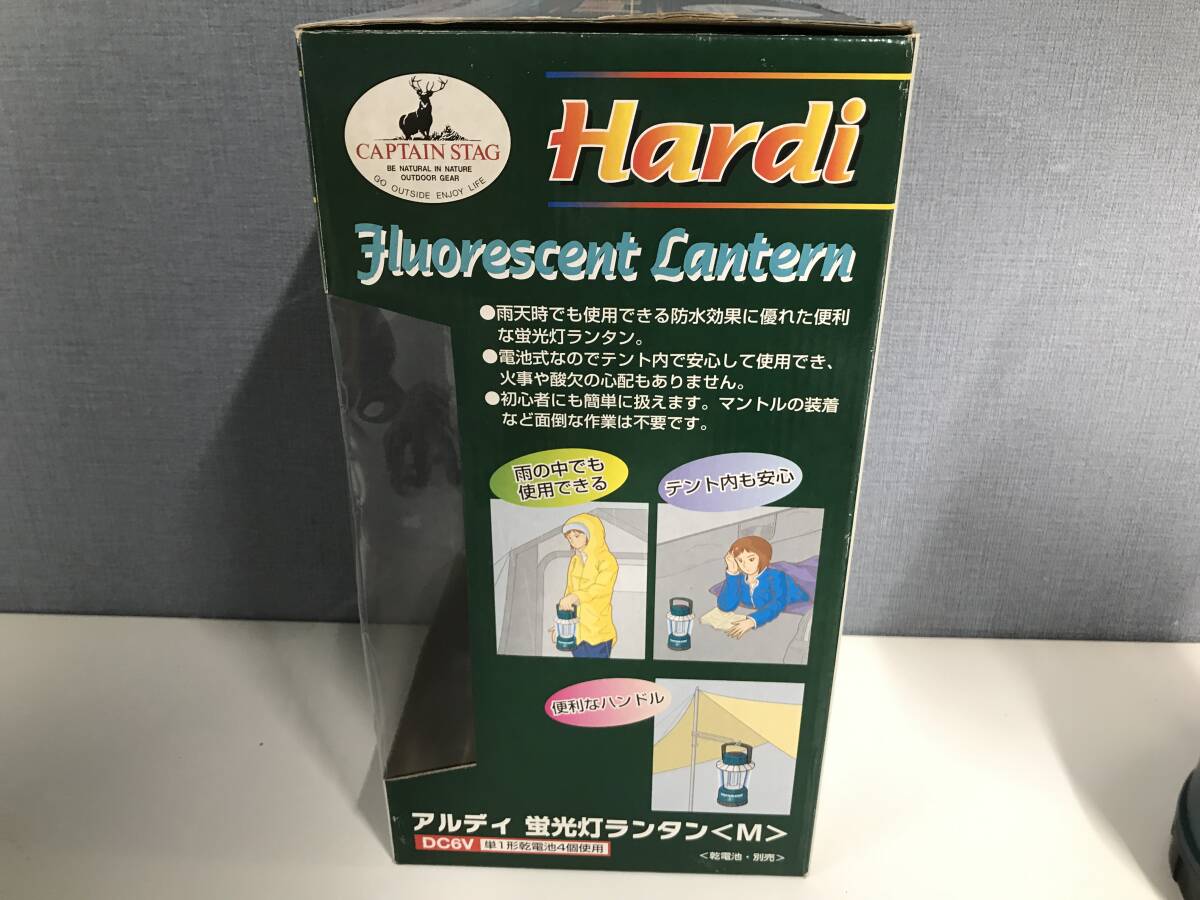 CAPTAIN STAG
BE NATURAL IN NATURE
OUTDOOR GEAR
GO OUTSIDE ENJOY LIFE
Hardi
Fluorescent Lantern
●雨天時でも使用できる防水効果に優れた便利
な蛍光灯ランタン。
●電池式なのでテント内で安心して使用でき、
火事や酸欠の心配もありません。
●初心者にも簡単に扱えます。マントルの装着
など面倒な作業は不要です。
雨の中でも
使用できる
テント内も安心
便利なハンドル
アルディ 蛍光灯ランタン<M>
DC6V 単1形乾電池4個使用
<乾電池・別売>